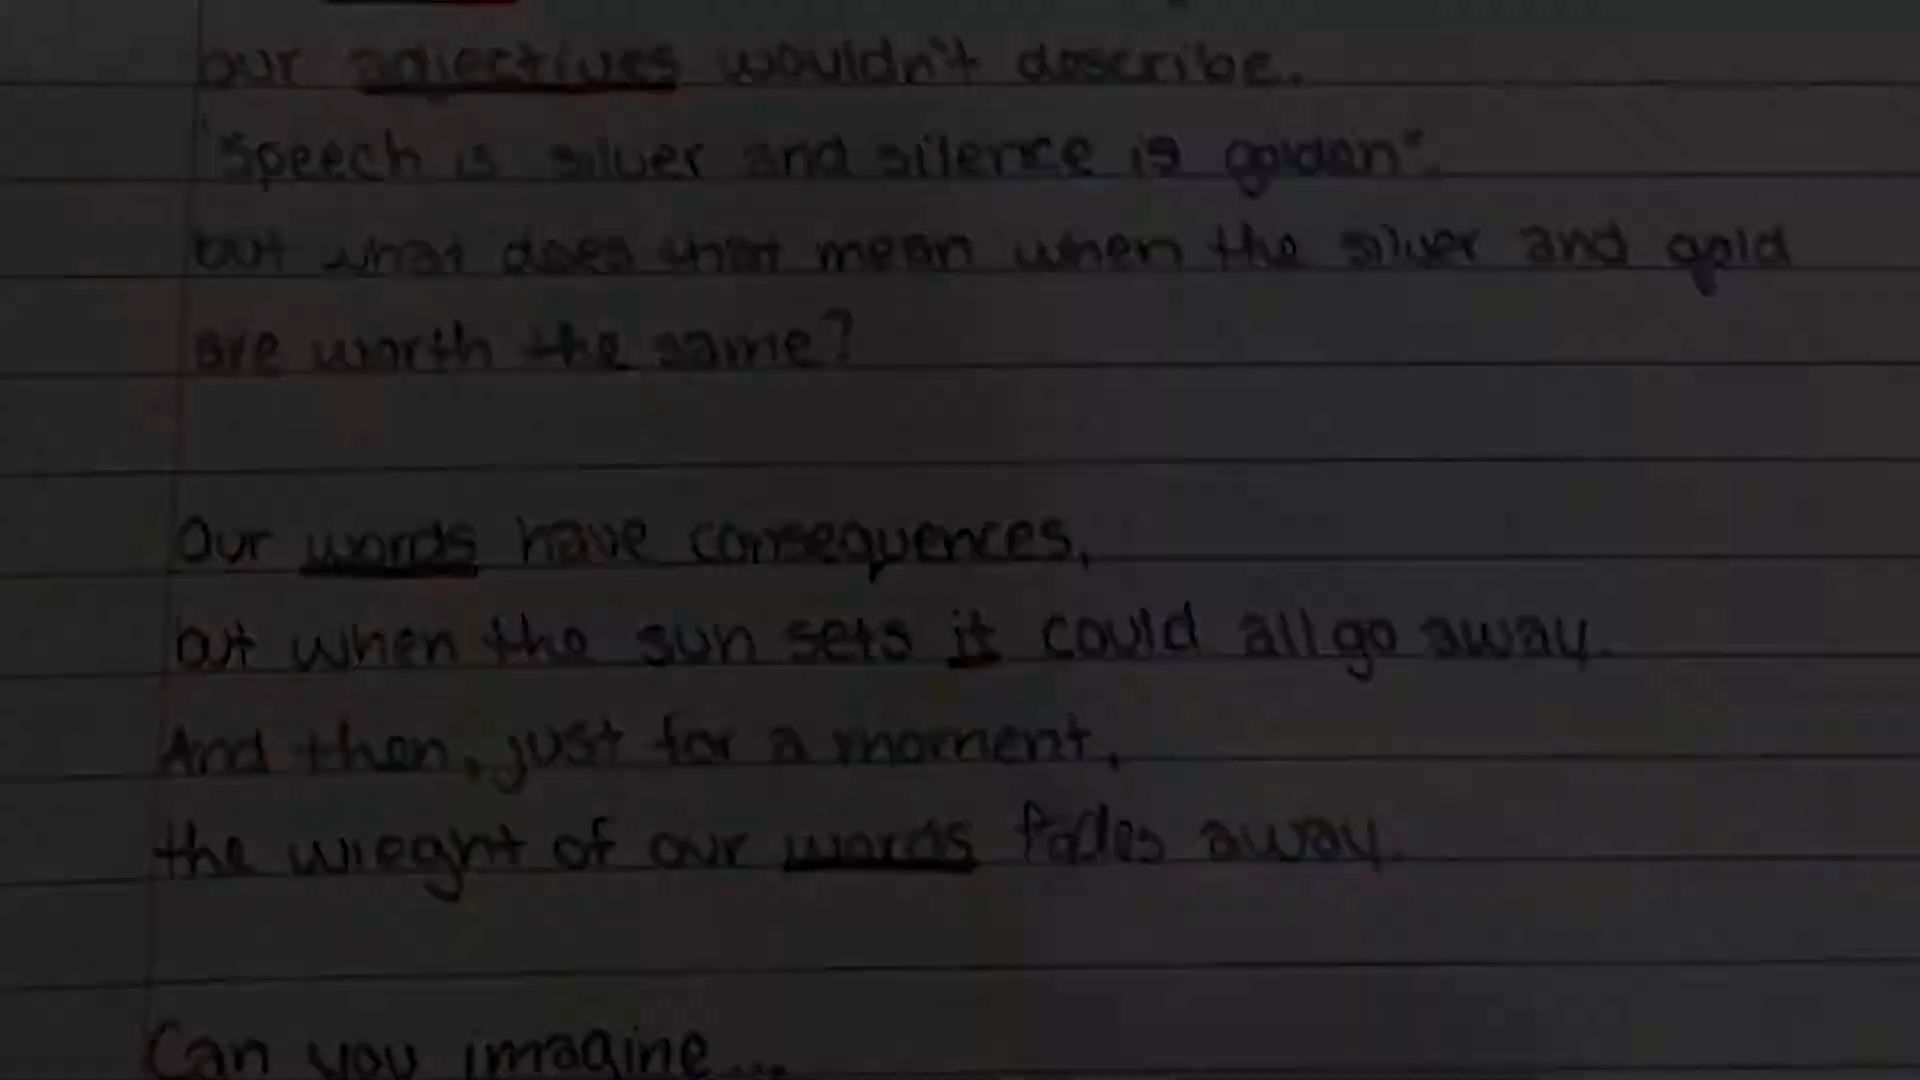 our adjectives wouldn't describe.
"Speech is silver and silence is golden".
but what does that mean when the silver and gold
are worth the same?
Our words have consequences,
but when the sun sets it could all go away.
And then, just for a moment,
the wieght of our words fades away.
Can you imagine...